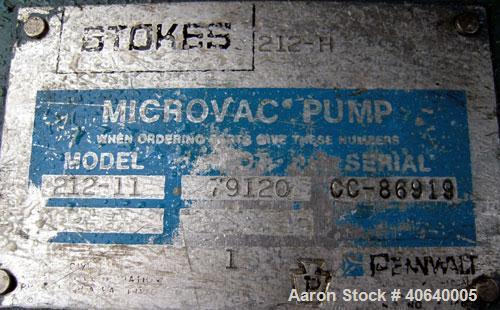 STOKES 212-H
MICROVAC PUMP
WHEN ORDERING PARTS GIVE THESE NUMBERS
MODEL SERIAL
212-11 79120 CC-86919
1 PENNWALT
Aaron Stock # 40640005